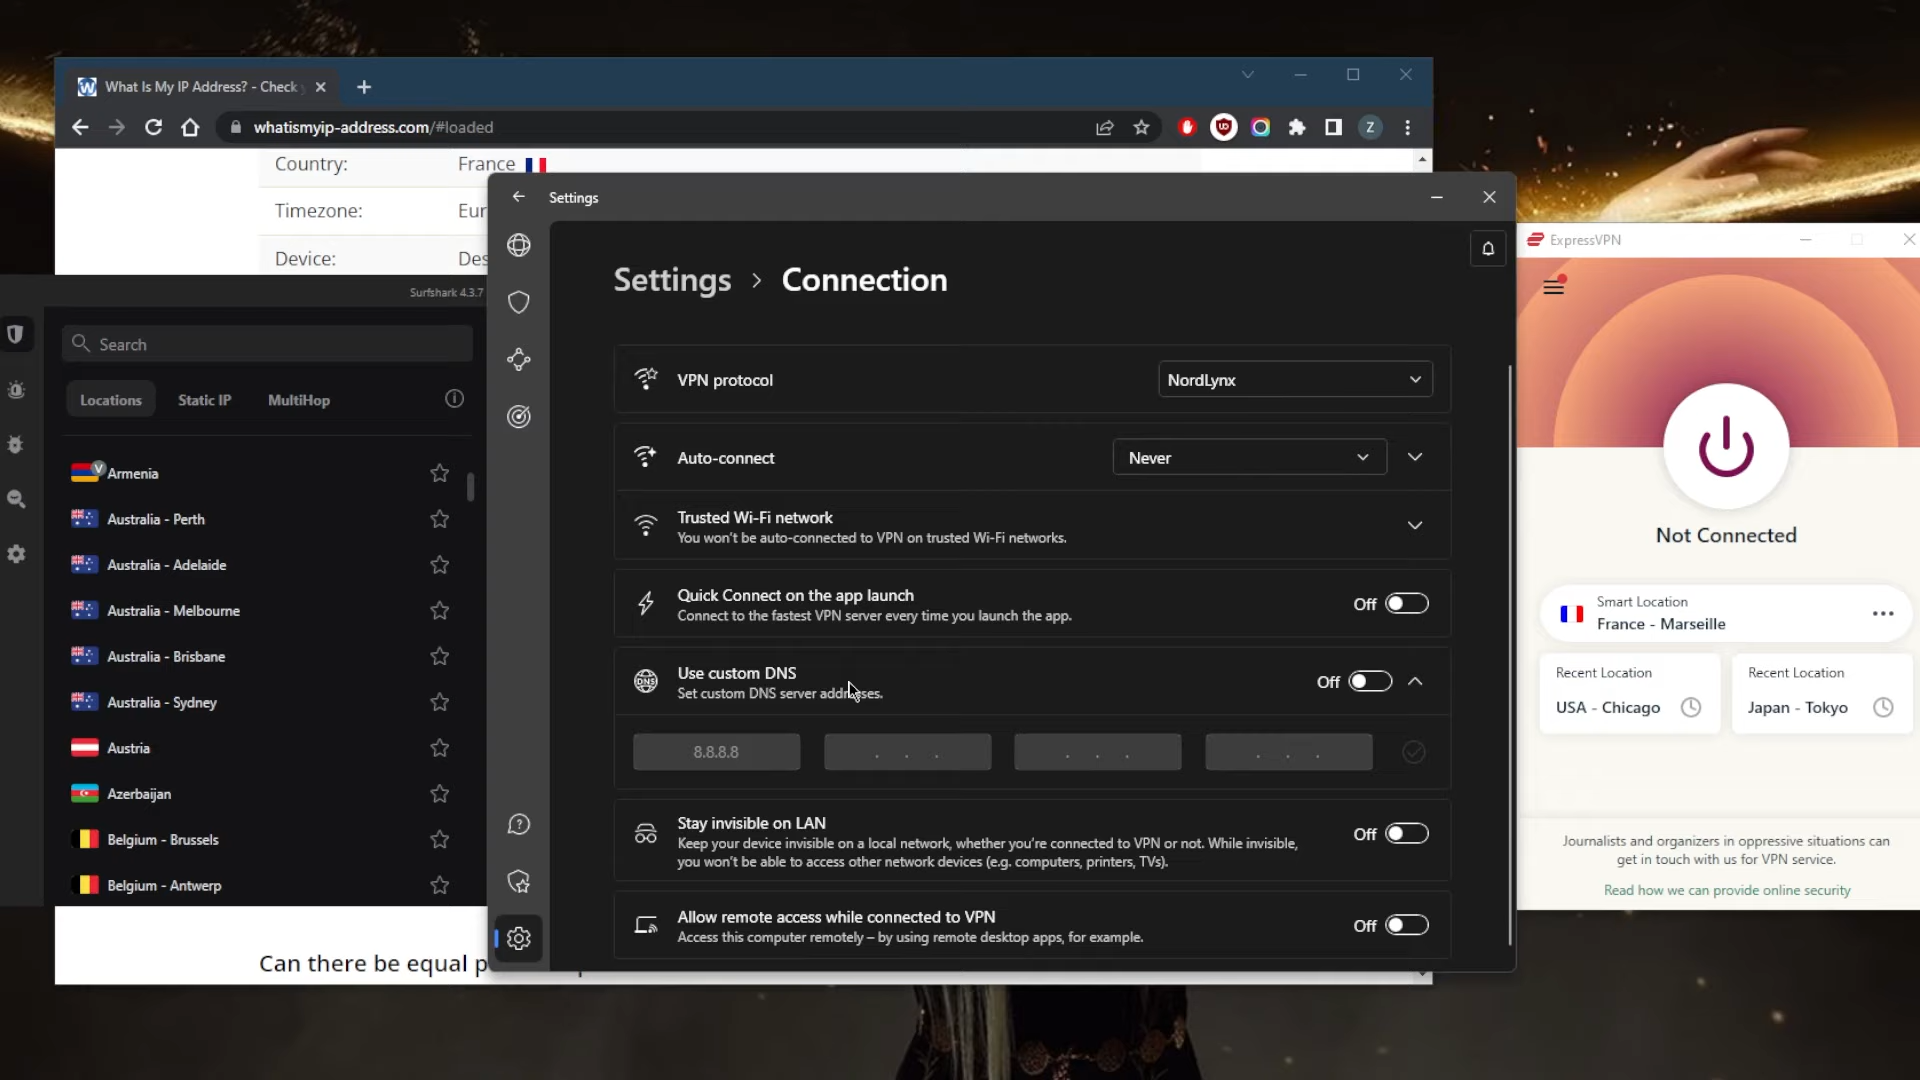 What Is My IP Address? - Check
whatismyip-address.com/#loaded
Z
Country: France
Timezone: Eur
Device: Des
Surfshark 4.3.7
Search
Locations Static IP MultiHop
V Armenia
Australia - Perth
Australia - Adelaide
Australia - Melbourne
Australia - Brisbane
Australia - Sydney
Austria
Azerbaijan
Belgium - Brussels
Belgium - Antwerp
Can there be equal p
Settings
Settings > Connection
VPN protocol NordLynx
Auto-connect Never
Trusted Wi-Fi network
You won't be auto-connected to VPN on trusted Wi-Fi networks.
Quick Connect on the app launch
Connect to the fastest VPN server every time you launch the app.
Off
DNS
Use custom DNS
Set custom DNS server addresses.
Off
8.8.8.8 . . . . . . . . .
Stay invisible on LAN
Keep your device invisible on a local network, whether you're connected to VPN or not. While invisible,
you won't be able to access other network devices (e.g. computers, printers, TVs).
Off
Allow remote access while connected to VPN
Access this computer remotely – by using remote desktop apps, for example.
Off
ExpressVPN
Not Connected
Smart Location
France - Marseille
Recent Location
USA - Chicago
Recent Location
Japan - Tokyo
Journalists and organizers in oppressive situations can
get in touch with us for VPN service.
Read how we can provide online security